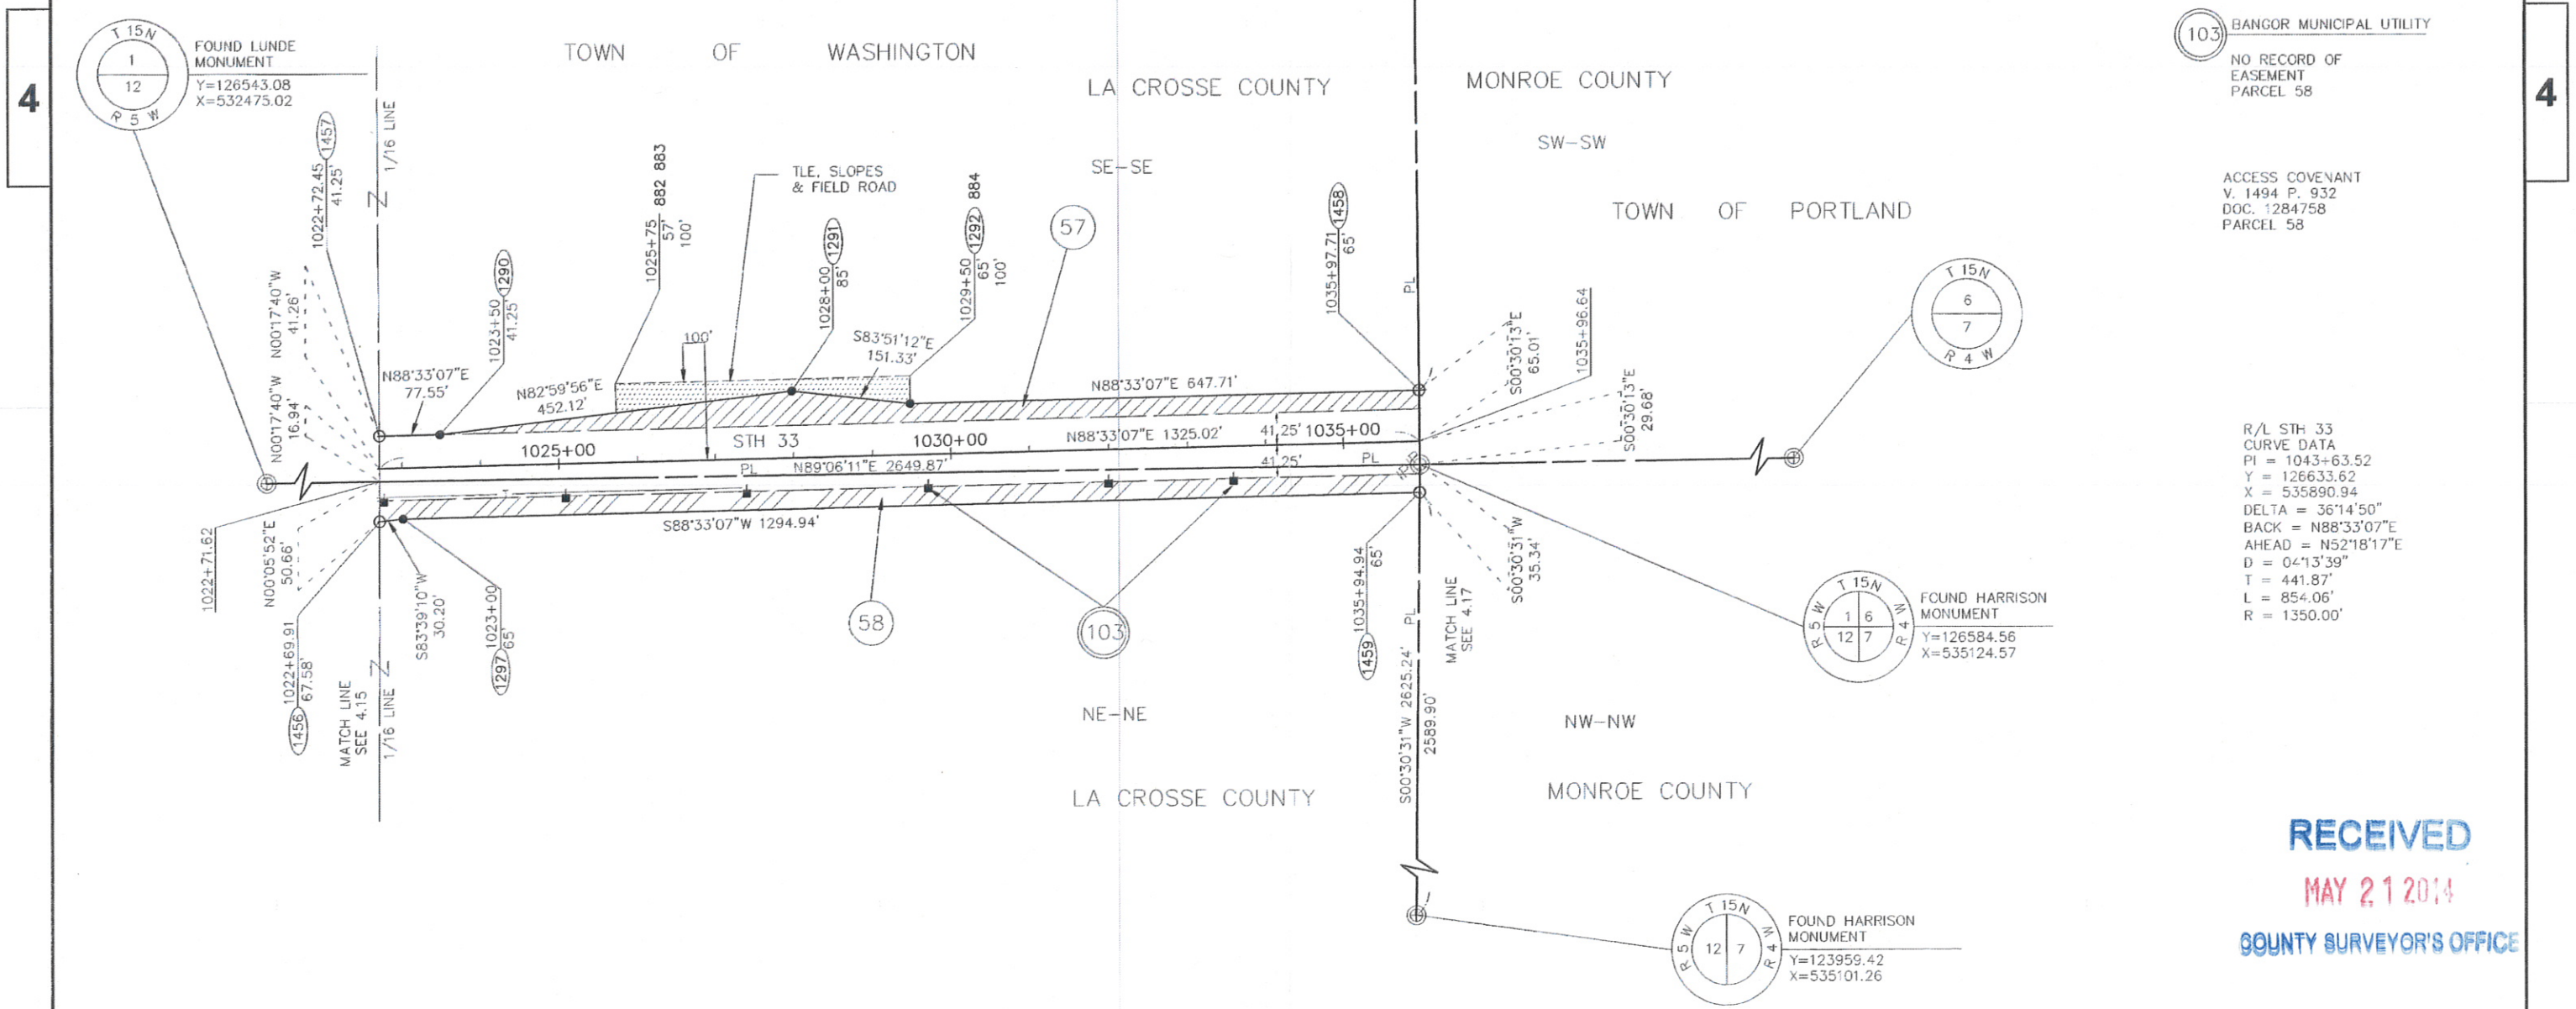 4
T 15N
1
12
R 5 W
FOUND LUNDE
MONUMENT
Y=126543.08
X=532475.02
TOWN OF WASHINGTON
LA CROSSE COUNTY
MONROE COUNTY
SW-SW
SE-SE
TOWN OF PORTLAND
103
BANGOR MUNICIPAL UTILITY
NO RECORD OF
EASEMENT
PARCEL 58
4
ACCESS COVENANT
V. 1494 P. 932
DOC. 1284758
PARCEL 58
1/16 LINE
1457
1022+72.45
41.25'
N00°17'40"W
41.26'
N00°17'40"W
16.94'
1290
1023+50
41.25'
882 883
1025+75
57'
100'
TLE, SLOPES
& FIELD ROAD
1291
1028+00
85'
884
1292
1029+50
65'
100'
57
1458
1035+97.71
65'
PL
S00°30'13"E
65.01'
1035+96.64
S00°30'13"E
29.68'
T 15N
6
7
R 4 W
N88°33'07"E
77.55'
N82°59'56"E
452.12'
100'
S83°51'12"E
151.33'
N88°33'07"E 647.71'
1025+00
STH 33
1030+00
N88°33'07"E 1325.02'
41.25'
1035+00
PL
N89°06'11"E 2649.87'
41.25'
PL
S88°33'07"W 1294.94'
1022+71.62
N00°05'52"E
50.66'
1022+69.91
67.58'
1456
S83°39'10"W
30.20'
1023+00
65'
1297
MATCH LINE
SEE 4.15
1/16 LINE
58
103
1035+94.94
65'
1459
PL
MATCH LINE
SEE 4.17
S00°30'31"W
35.34'
S00°30'31"W 2625.24'
2589.90'
T 15N
R 5 W
1 6
12 7
R 4 W
FOUND HARRISON
MONUMENT
Y=126584.56
X=535124.57
R/L STH 33
CURVE DATA
PI = 1043+63.52
Y = 126633.62
X = 535890.94
DELTA = 36°14'50"
BACK = N88°33'07"E
AHEAD = N52°18'17"E
D = 04°13'39"
T = 441.87'
L = 854.06'
R = 1350.00'
NE-NE
NW-NW
LA CROSSE COUNTY
MONROE COUNTY
T 15N
R 5 W
12 7
R 4 W
FOUND HARRISON
MONUMENT
Y=123959.42
X=535101.26
RECEIVED
MAY 21 2014
COUNTY SURVEYOR'S OFFICE